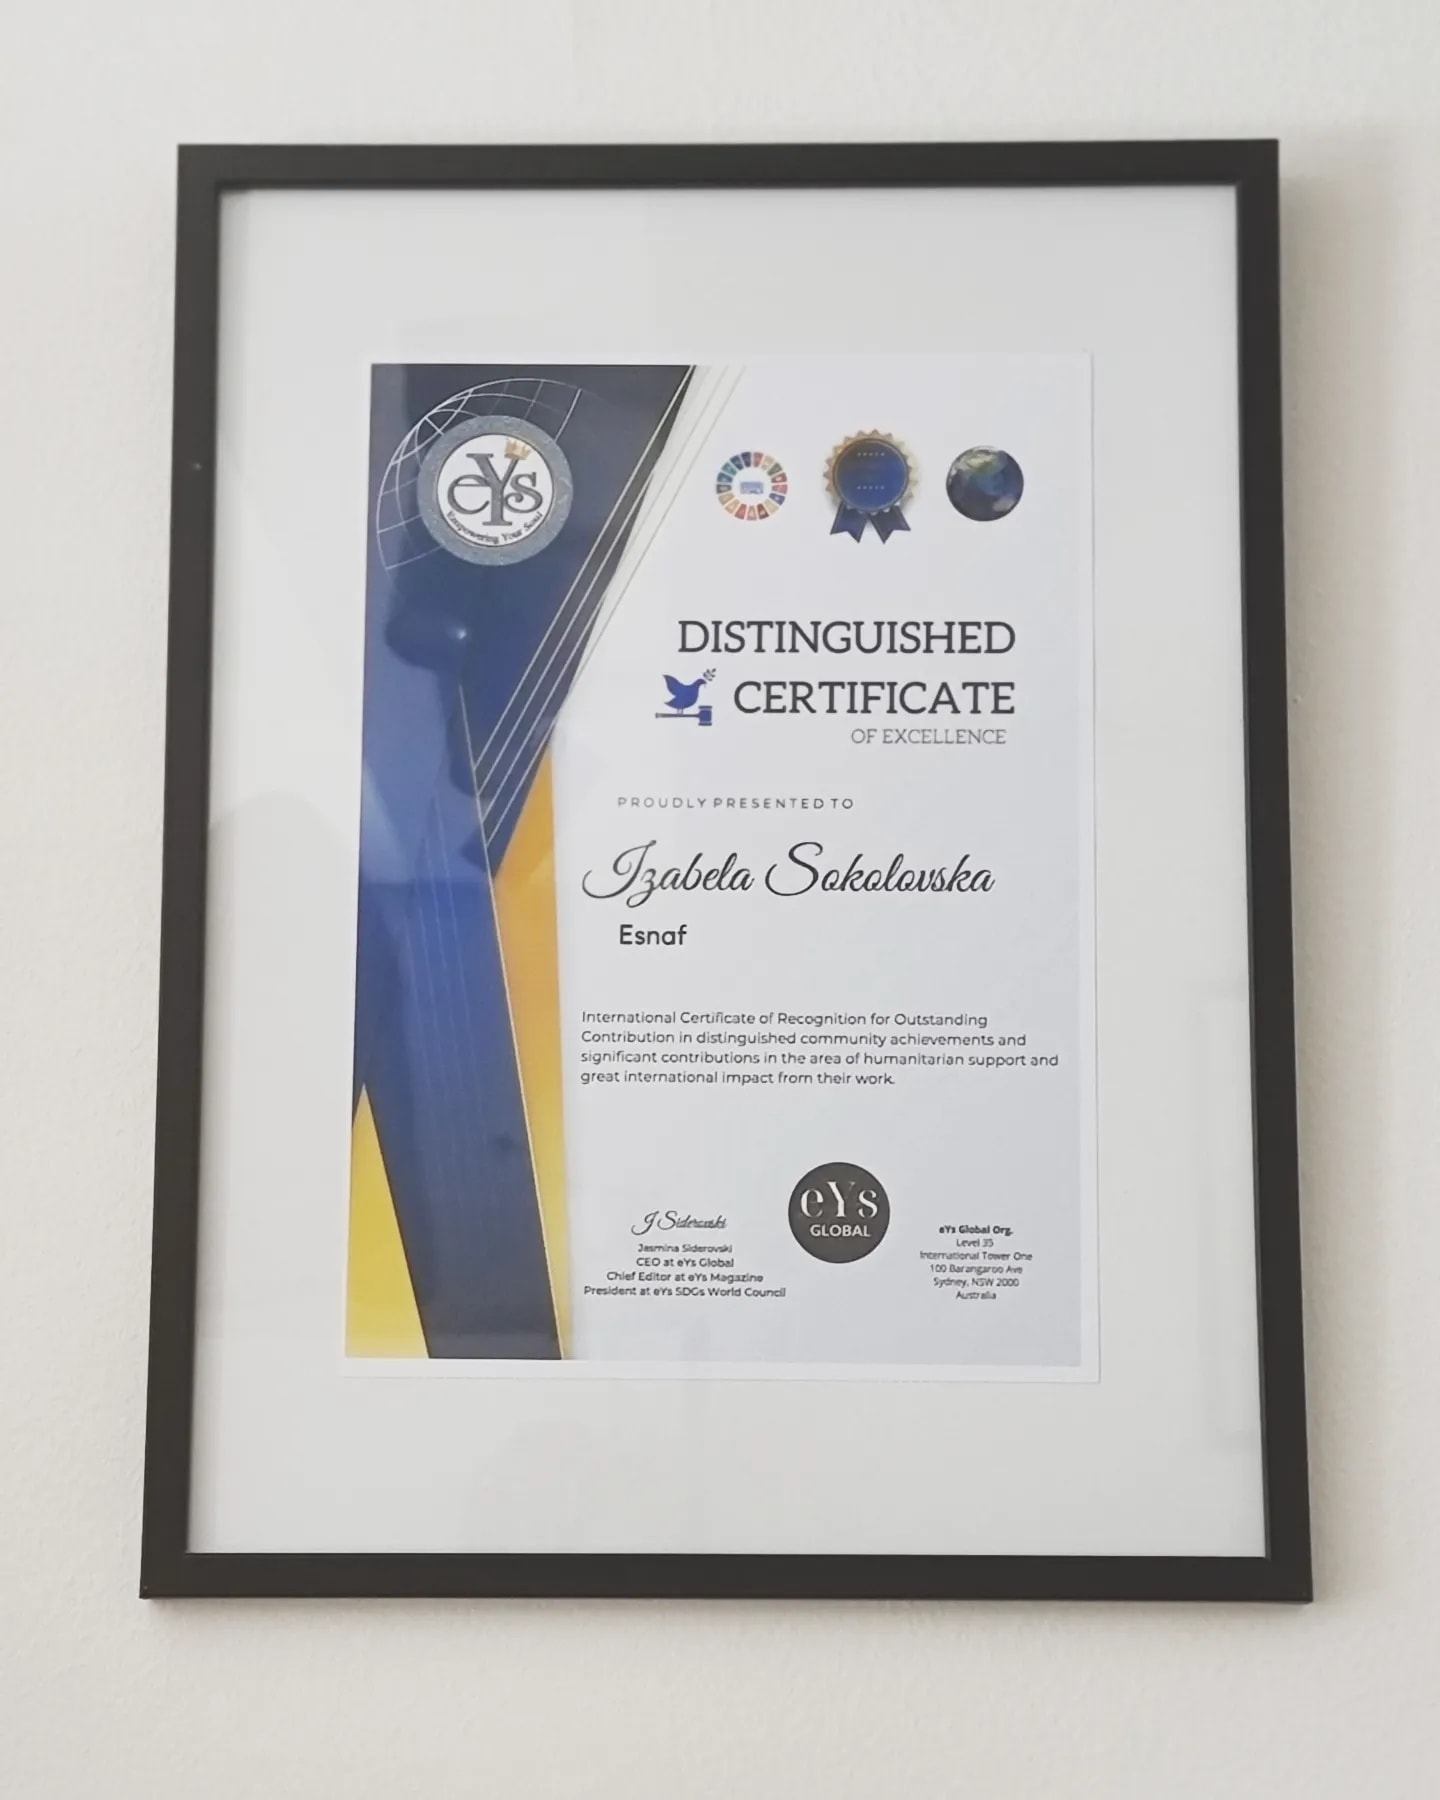 eYs
Empowering Your Soul
DISTINGUISHED
CERTIFICATE
OF EXCELLENCE
PROUDLY PRESENTED TO
Izabela Sokolovska
Esnaf
International Certificate of Recognition for Outstanding
Contribution in distinguished community achievements and
significant contributions in the area of humanitarian support and
great international impact from their work.
J Siderovski
Jasmina Siderovski
CEO at eYs Global
Chief Editor at eYs Magazine
President at eYs SDGs World Council
eYs
GLOBAL
eYs Global Org.
Level 35
International Tower One
100 Barangaroo Ave
Sydney, NSW 2000
Australia